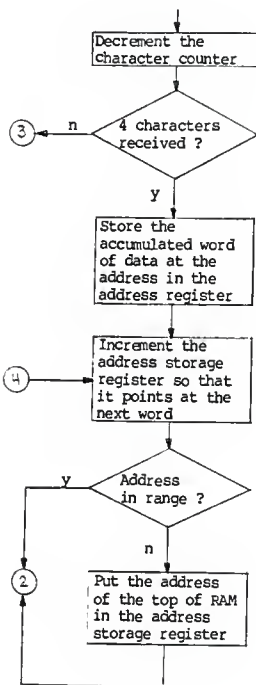 Decrement the
character counter
4 characters
received ?
n
3
y
Store the
accumulated word
of data at the
address in the
address register
Increment the
address storage
register so that
it points at the
next word
4
Address
in range ?
y
n
2
Put the address
of the top of RAM
in the address
storage register